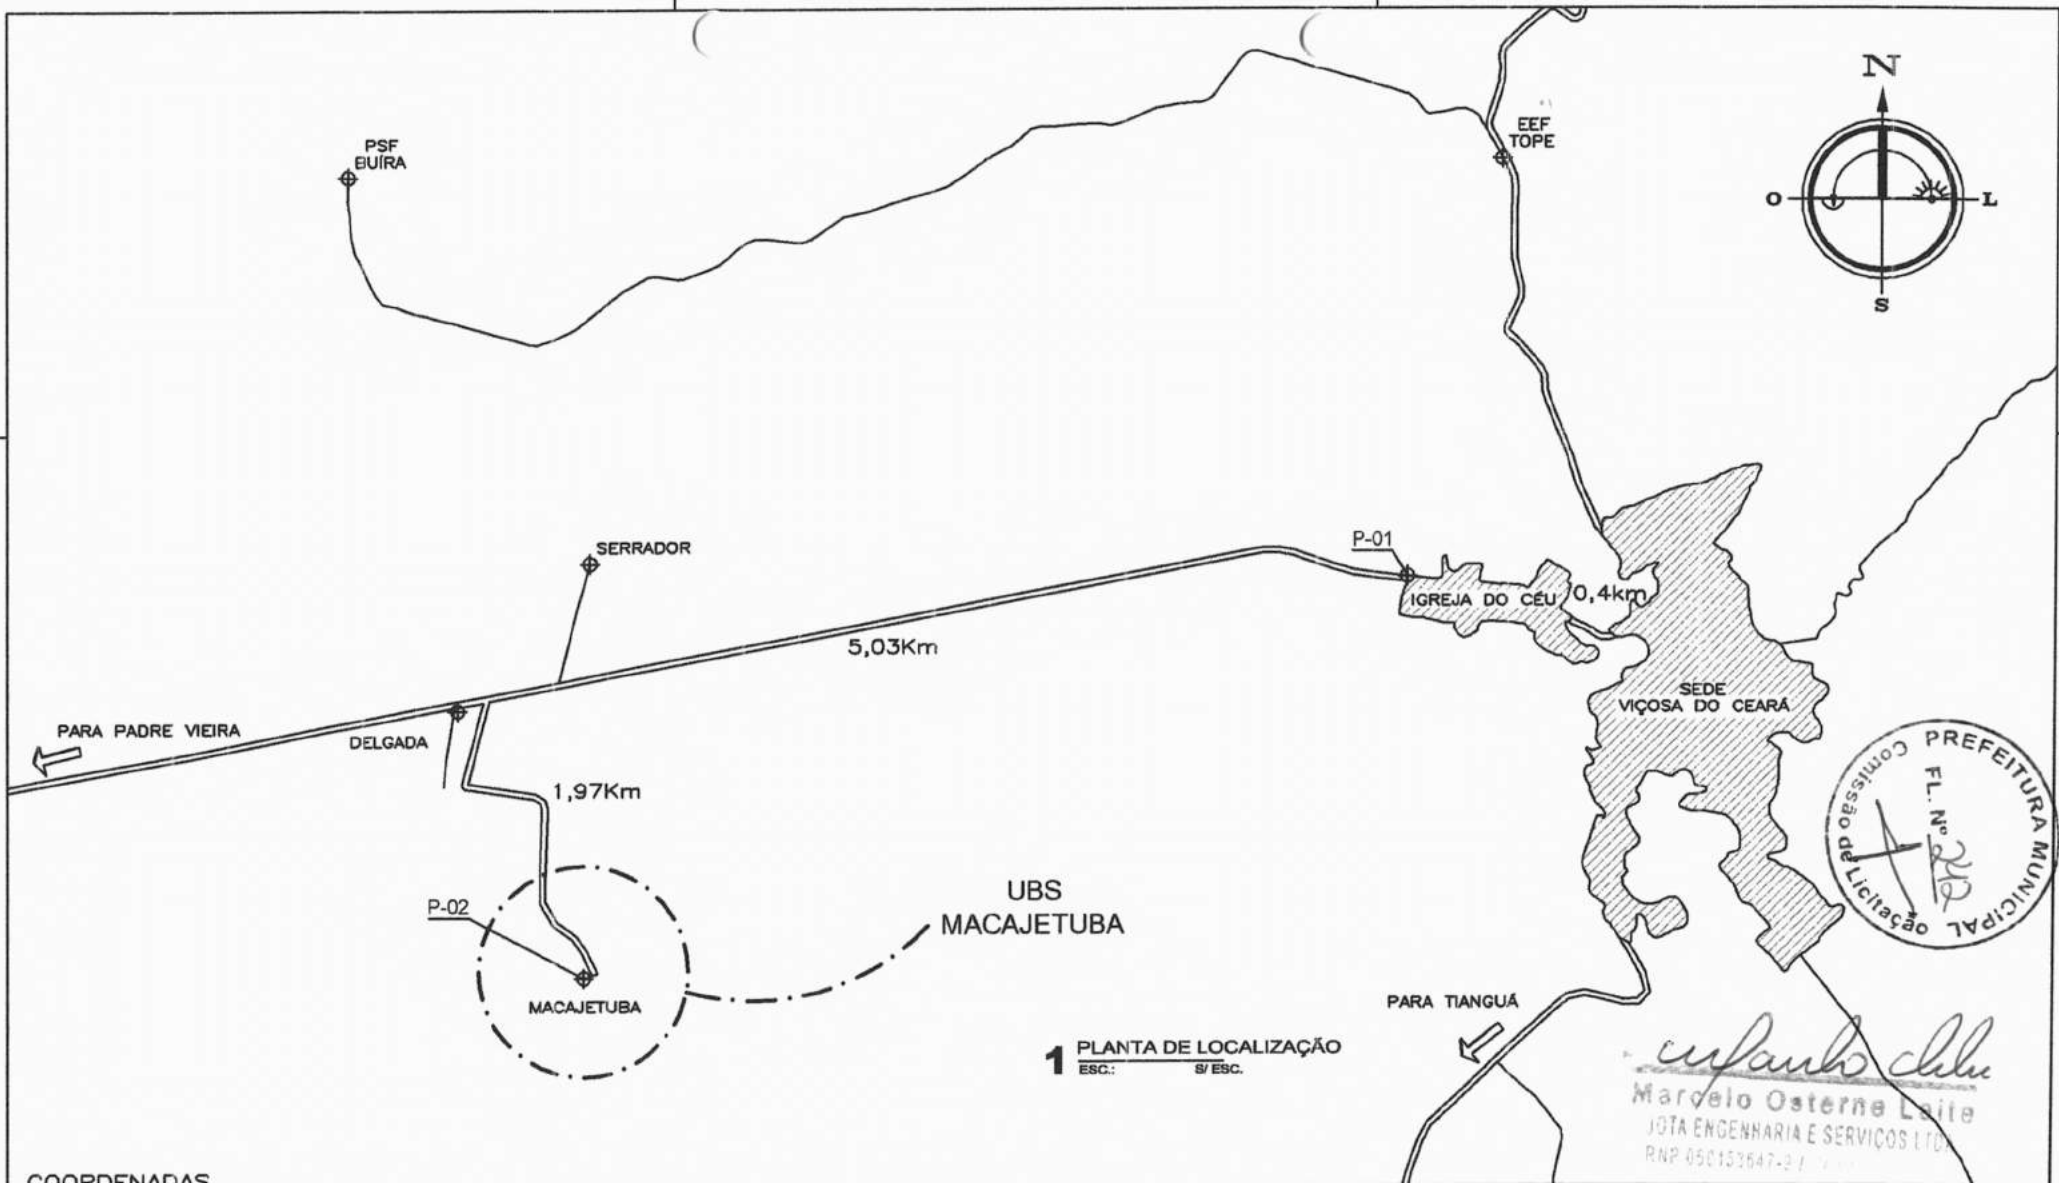 N
EEF
TOPE
PSF
BUÍRA
O
L
S
P-01
SERRADOR
IGREJA DO CÉU
0,4km
5,03Km
SEDE
VIÇOSA DO CEARÁ
PARA PADRE VIEIRA
DELGADA
1,97Km
PREFEITURA MUNICIPAL
Comissão de Licitação
FL. Nº
UBS
MACAJETUBA
P-02
MACAJETUBA
PARA TIANGUÁ
1 PLANTA DE LOCALIZAÇÃO
ESC.: S/ ESC.
Marcelo Osterne Laite
JOTA ENGENHARIA E SERVIÇOS LTDA
RNP
COORDENADAS